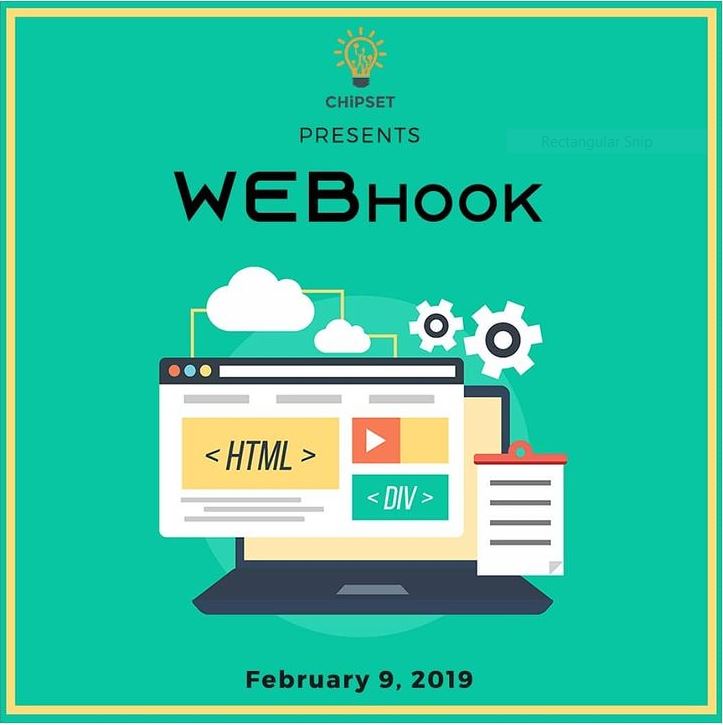 CHiPSET
PRESENTS
Rectangular Snip
WEBHOOK
< HTML >
< DIV >
February 9, 2019